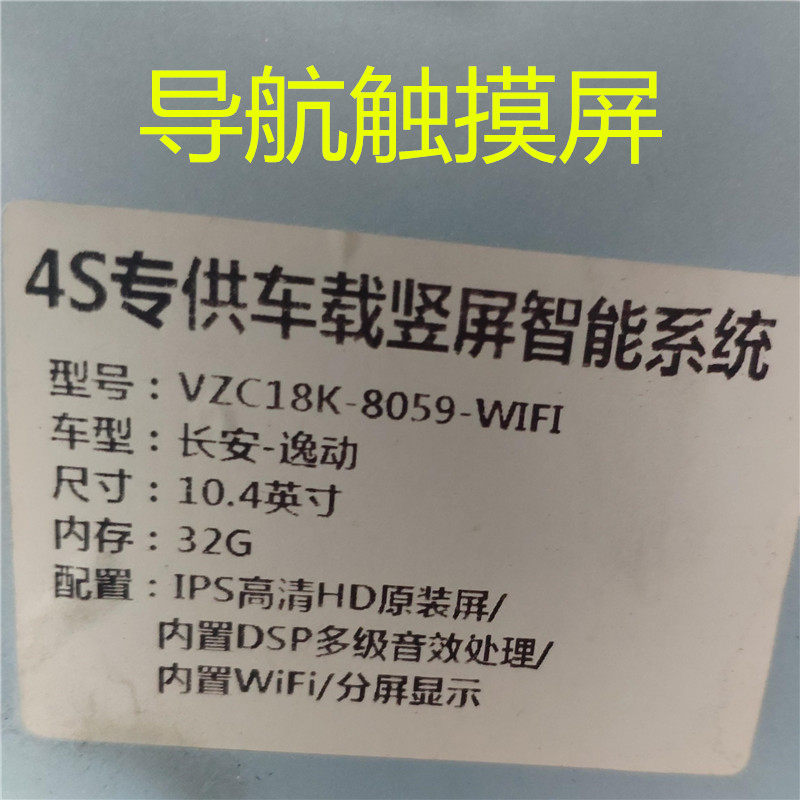 导航触摸屏
4S专供车载竖屏智能系统
型号：VZC18K-8059-WIFI
车型：长安-逸动
尺寸：10.4英寸
内存：32G
配置：IPS高清HD原装屏/
内置DSP多级音效处理/
内置WiFi/分屏显示